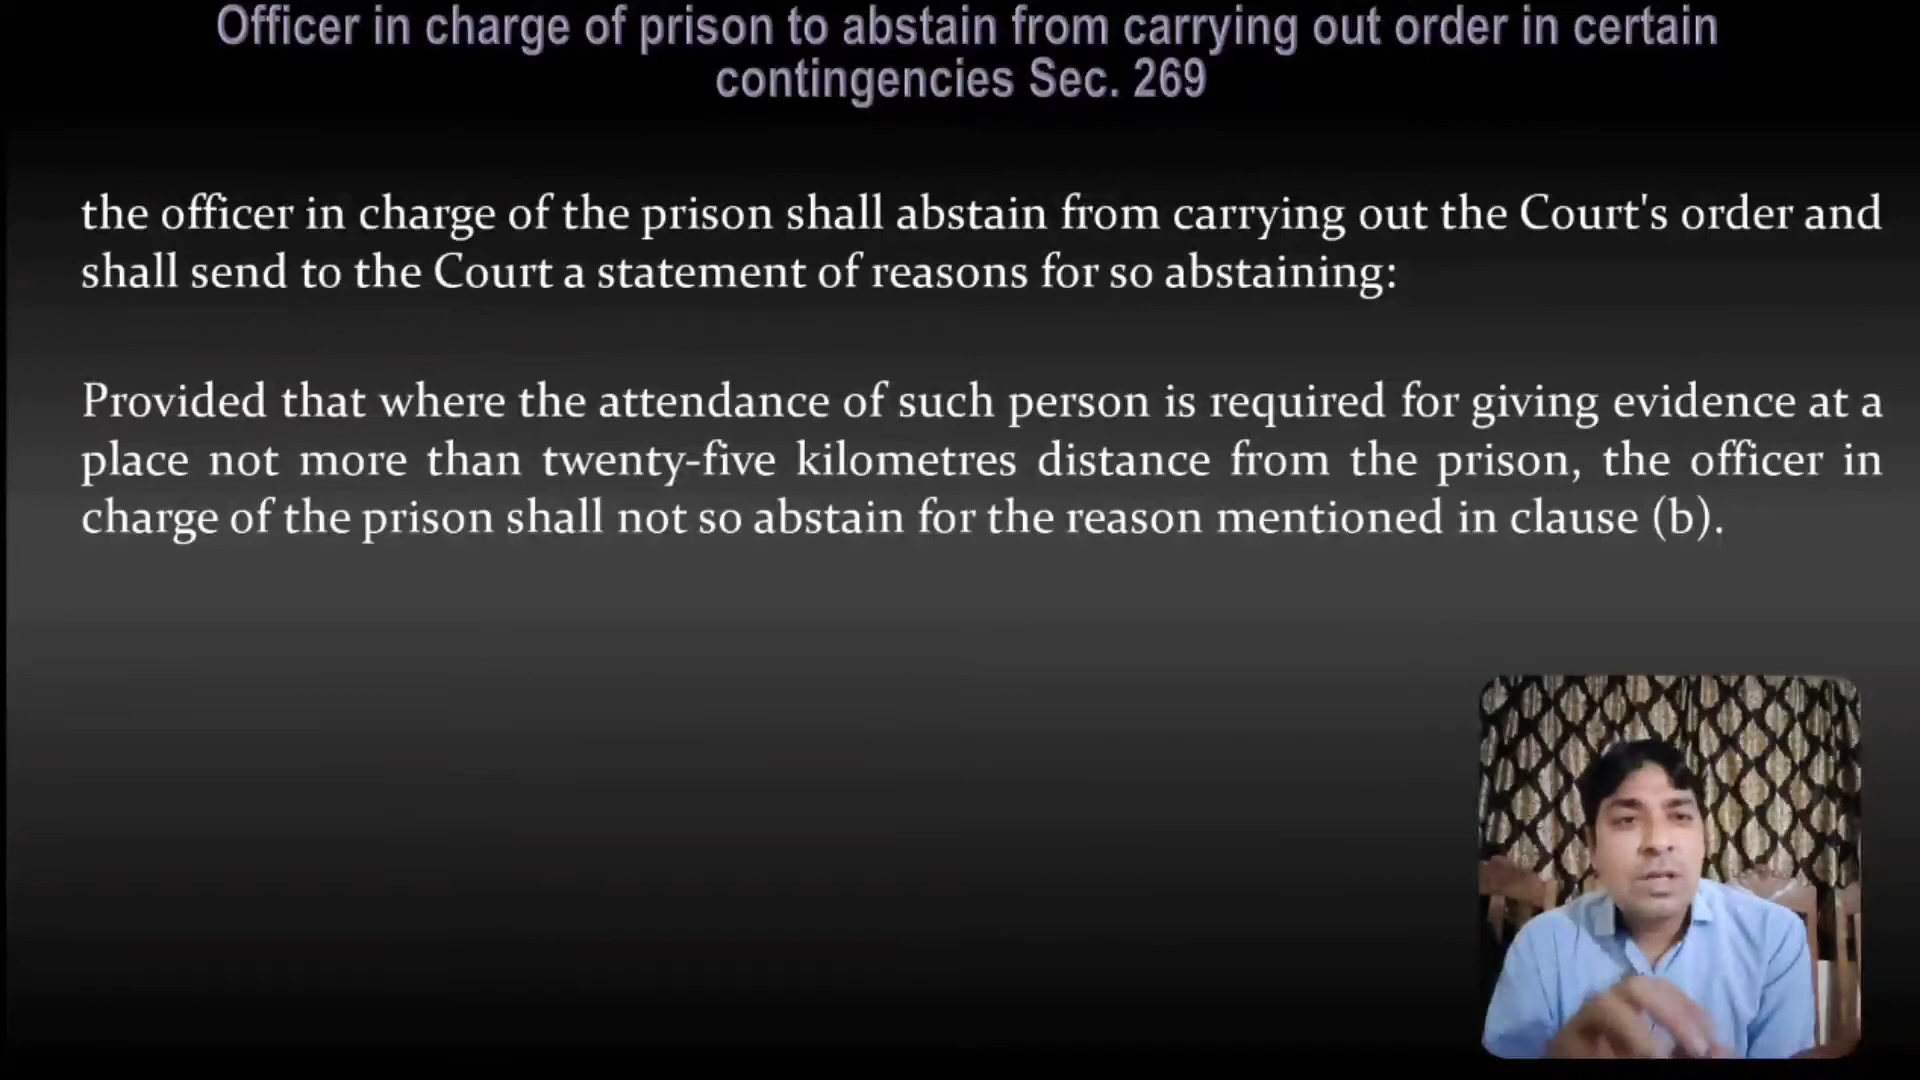 Officer in charge of prison to abstain from carrying out order in certain
contingencies Sec. 269
the officer in charge of the prison shall abstain from carrying out the Court's order and
shall send to the Court a statement of reasons for so abstaining:
Provided that where the attendance of such person is required for giving evidence at a
place not more than twenty-five kilometres distance from the prison, the officer in
charge of the prison shall not so abstain for the reason mentioned in clause (b).